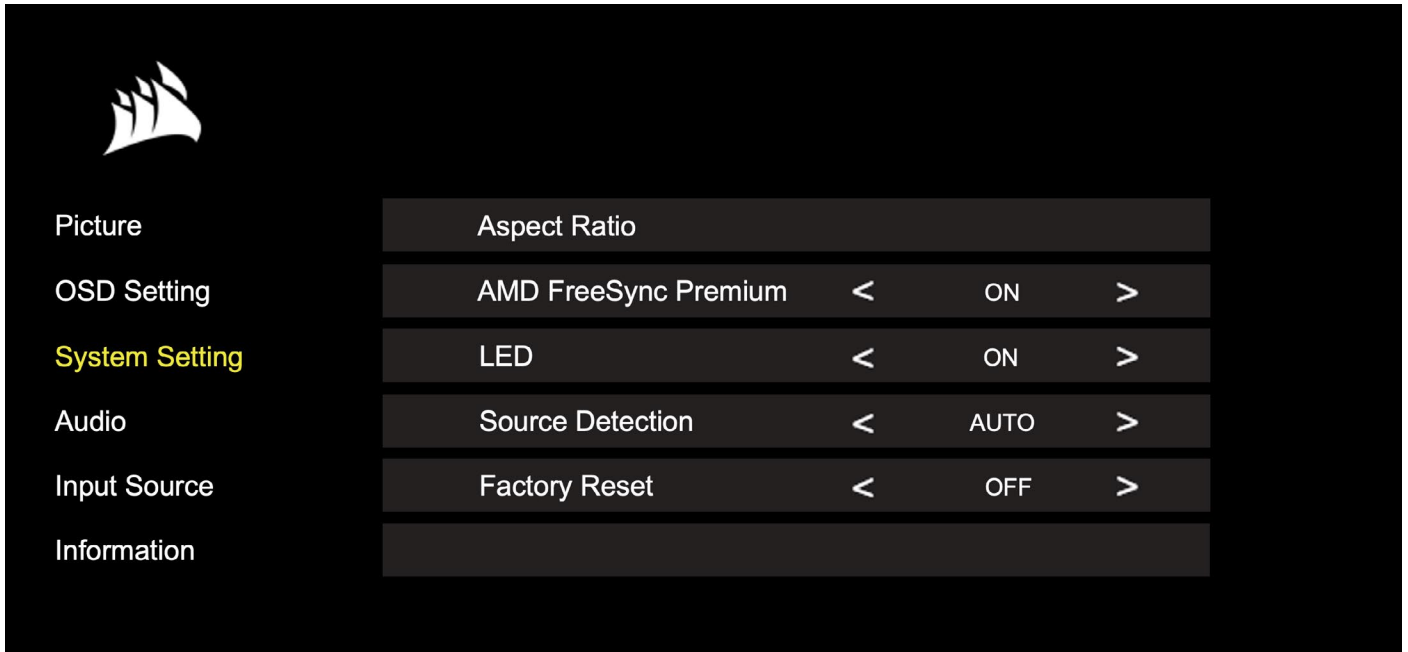 Picture Aspect Ratio
OSD Setting AMD FreeSync Premium < ON >
System Setting LED < ON >
Audio Source Detection < AUTO >
Input Source Factory Reset < OFF >
Information